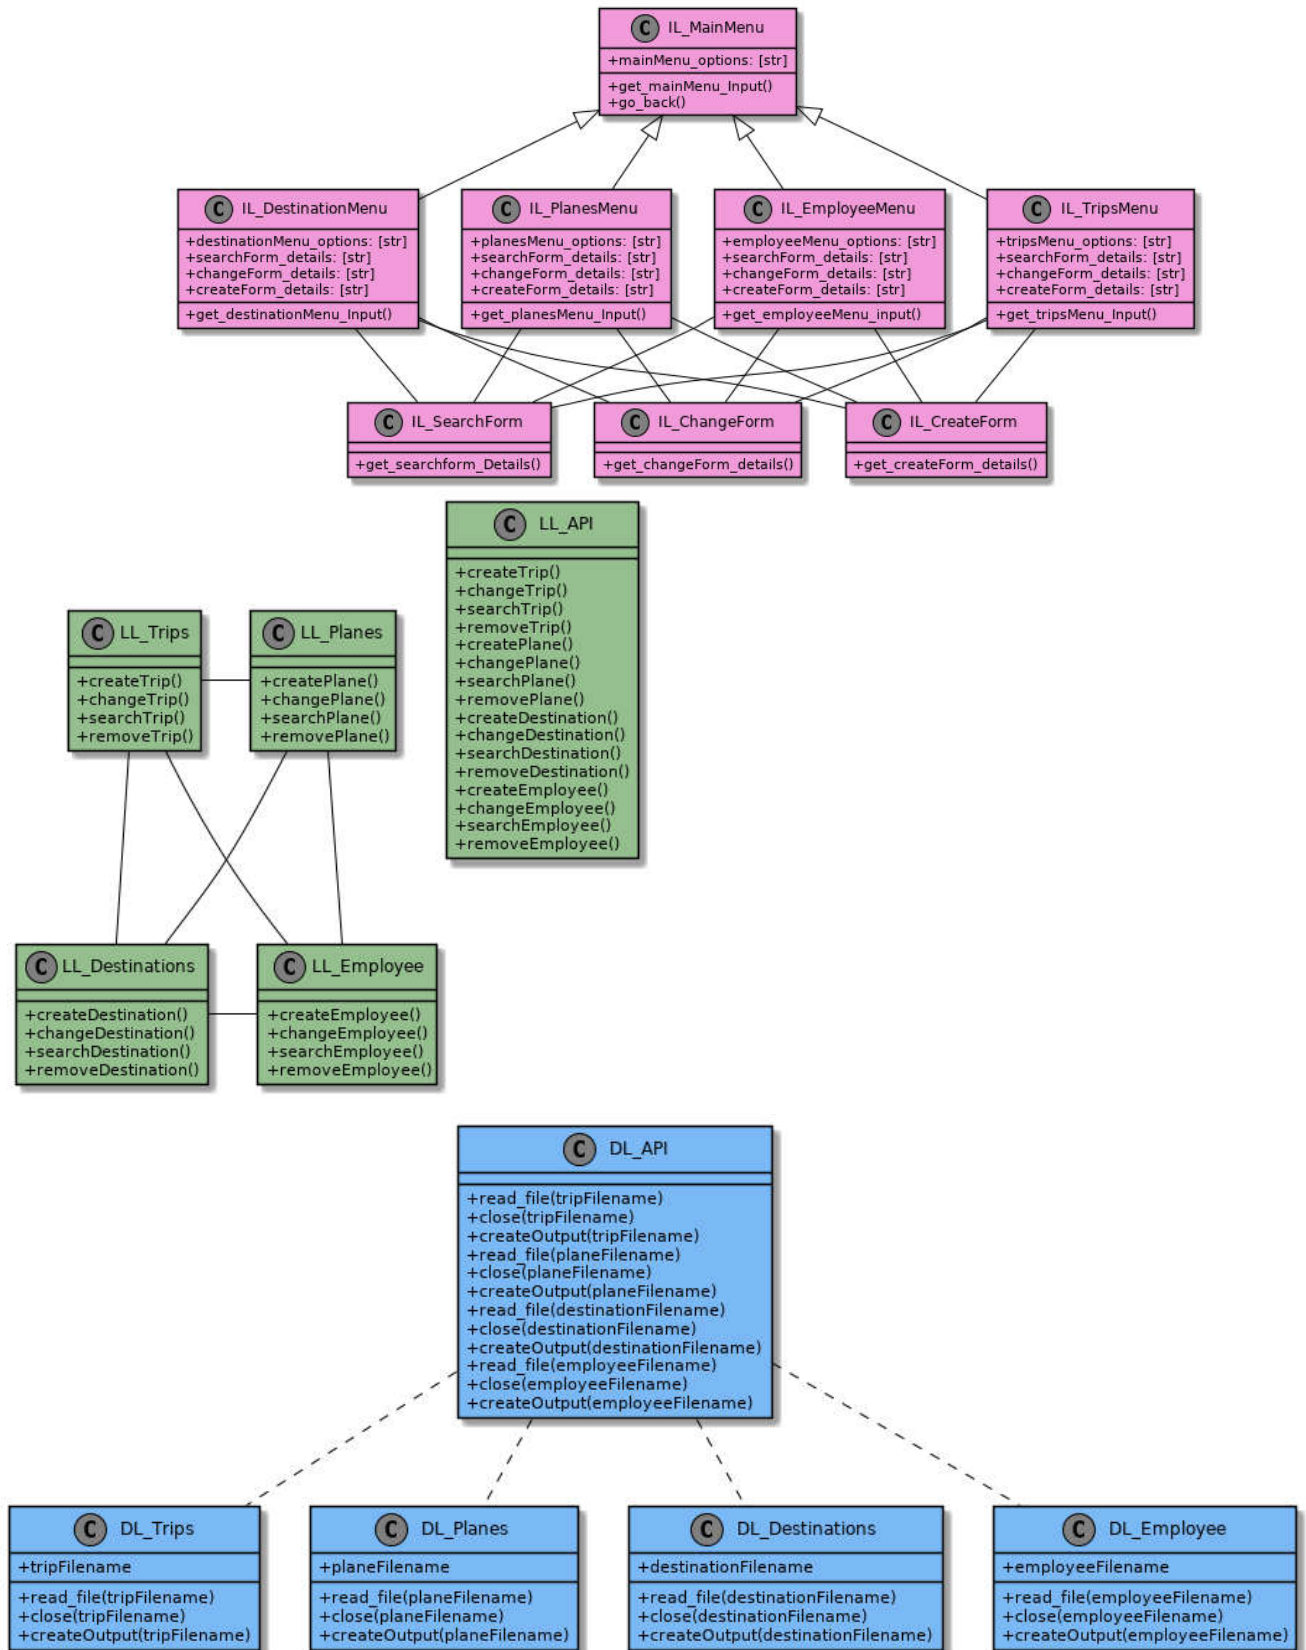 C IL_MainMenu
+mainMenu_options: [str]
+get_mainMenu_Input()
+go_back()
C IL_DestinationMenu
+destinationMenu_options: [str]
+searchForm_details: [str]
+changeForm_details: [str]
+createForm_details: [str]
+get_destinationMenu_Input()
C IL_PlanesMenu
+planesMenu_options: [str]
+searchForm_details: [str]
+changeForm_details: [str]
+createForm_details: [str]
+get_planesMenu_Input()
C IL_EmployeeMenu
+employeeMenu_options: [str]
+searchForm_details: [str]
+changeForm_details: [str]
+createForm_details: [str]
+get_employeeMenu_input()
C IL_TripsMenu
+tripsMenu_options: [str]
+searchForm_details: [str]
+changeForm_details: [str]
+createForm_details: [str]
+get_tripsMenu_Input()
C IL_SearchForm
+get_searchform_Details()
C IL_ChangeForm
+get_changeForm_details()
C IL_CreateForm
+get_createForm_details()
C LL_API
+createTrip()
+changeTrip()
+searchTrip()
+removeTrip()
+createPlane()
+changePlane()
+searchPlane()
+removePlane()
+createDestination()
+changeDestination()
+searchDestination()
+removeDestination()
+createEmployee()
+changeEmployee()
+searchEmployee()
+removeEmployee()
C LL_Trips
+createTrip()
+changeTrip()
+searchTrip()
+removeTrip()
C LL_Planes
+createPlane()
+changePlane()
+searchPlane()
+removePlane()
C LL_Destinations
+createDestination()
+changeDestination()
+searchDestination()
+removeDestination()
C LL_Employee
+createEmployee()
+changeEmployee()
+searchEmployee()
+removeEmployee()
C DL_API
+read_file(tripFilename)
+close(tripFilename)
+createOutput(tripFilename)
+read_file(planeFilename)
+close(planeFilename)
+createOutput(planeFilename)
+read_file(destinationFilename)
+close(destinationFilename)
+createOutput(destinationFilename)
+read_file(employeeFilename)
+close(employeeFilename)
+createOutput(employeeFilename)
C DL_Trips
+tripFilename
+read_file(tripFilename)
+close(tripFilename)
+createOutput(tripFilename)
C DL_Planes
+planeFilename
+read_file(planeFilename)
+close(planeFilename)
+createOutput(planeFilename)
C DL_Destinations
+destinationFilename
+read_file(destinationFilename)
+close(destinationFilename)
+createOutput(destinationFilename)
C DL_Employee
+employeeFilename
+read_file(employeeFilename)
+close(employeeFilename)
+createOutput(employeeFilename)